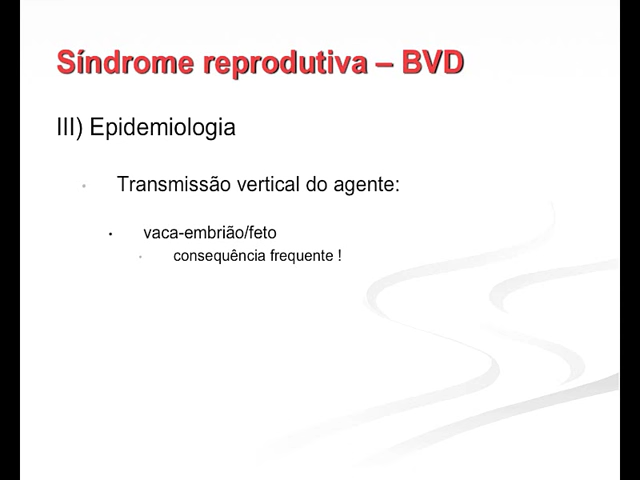 Síndrome reprodutiva – BVD
III) Epidemiologia
• Transmissão vertical do agente:
• vaca-embrião/feto
• consequência frequente !